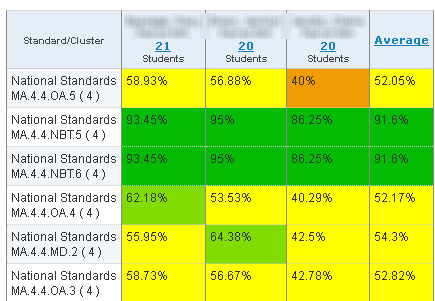 Standard/Cluster
21
Students
20
Students
20
Students
Average
National Standards
MA.4.4.OA.5 ( 4 )
58.93%
56.88%
40%
52.05%
National Standards
MA.4.4.NBT.5 ( 4 )
93.45%
95%
86.25%
91.6%
National Standards
MA.4.4.NBT.6 ( 4 )
93.45%
95%
86.25%
91.6%
National Standards
MA.4.4.OA.4 ( 4 )
62.18%
53.53%
40.29%
52.17%
National Standards
MA.4.4.MD.2 ( 4 )
55.95%
64.38%
42.5%
54.3%
National Standards
MA.4.4.OA.3 ( 4 )
58.73%
56.67%
42.78%
52.82%